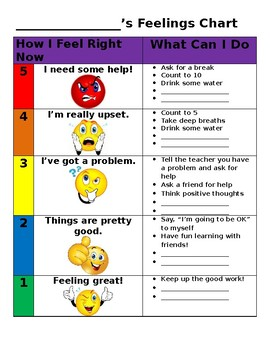 ____________________'s Feelings Chart
How I Feel Right
Now
What Can I Do
5
I need some help!
Ask for a break
Count to 10
Drink some water
4
I'm really upset.
Count to 5
Take deep breaths
Drink some water
3
I've got a problem.
Tell the teacher you have
a problem and ask for
help
Ask a friend for help
Think positive thoughts
2
Things are pretty
good.
Say, "I'm going to be OK"
to myself
Have fun learning with
friends!
1
Feeling great!
Keep up the good work!